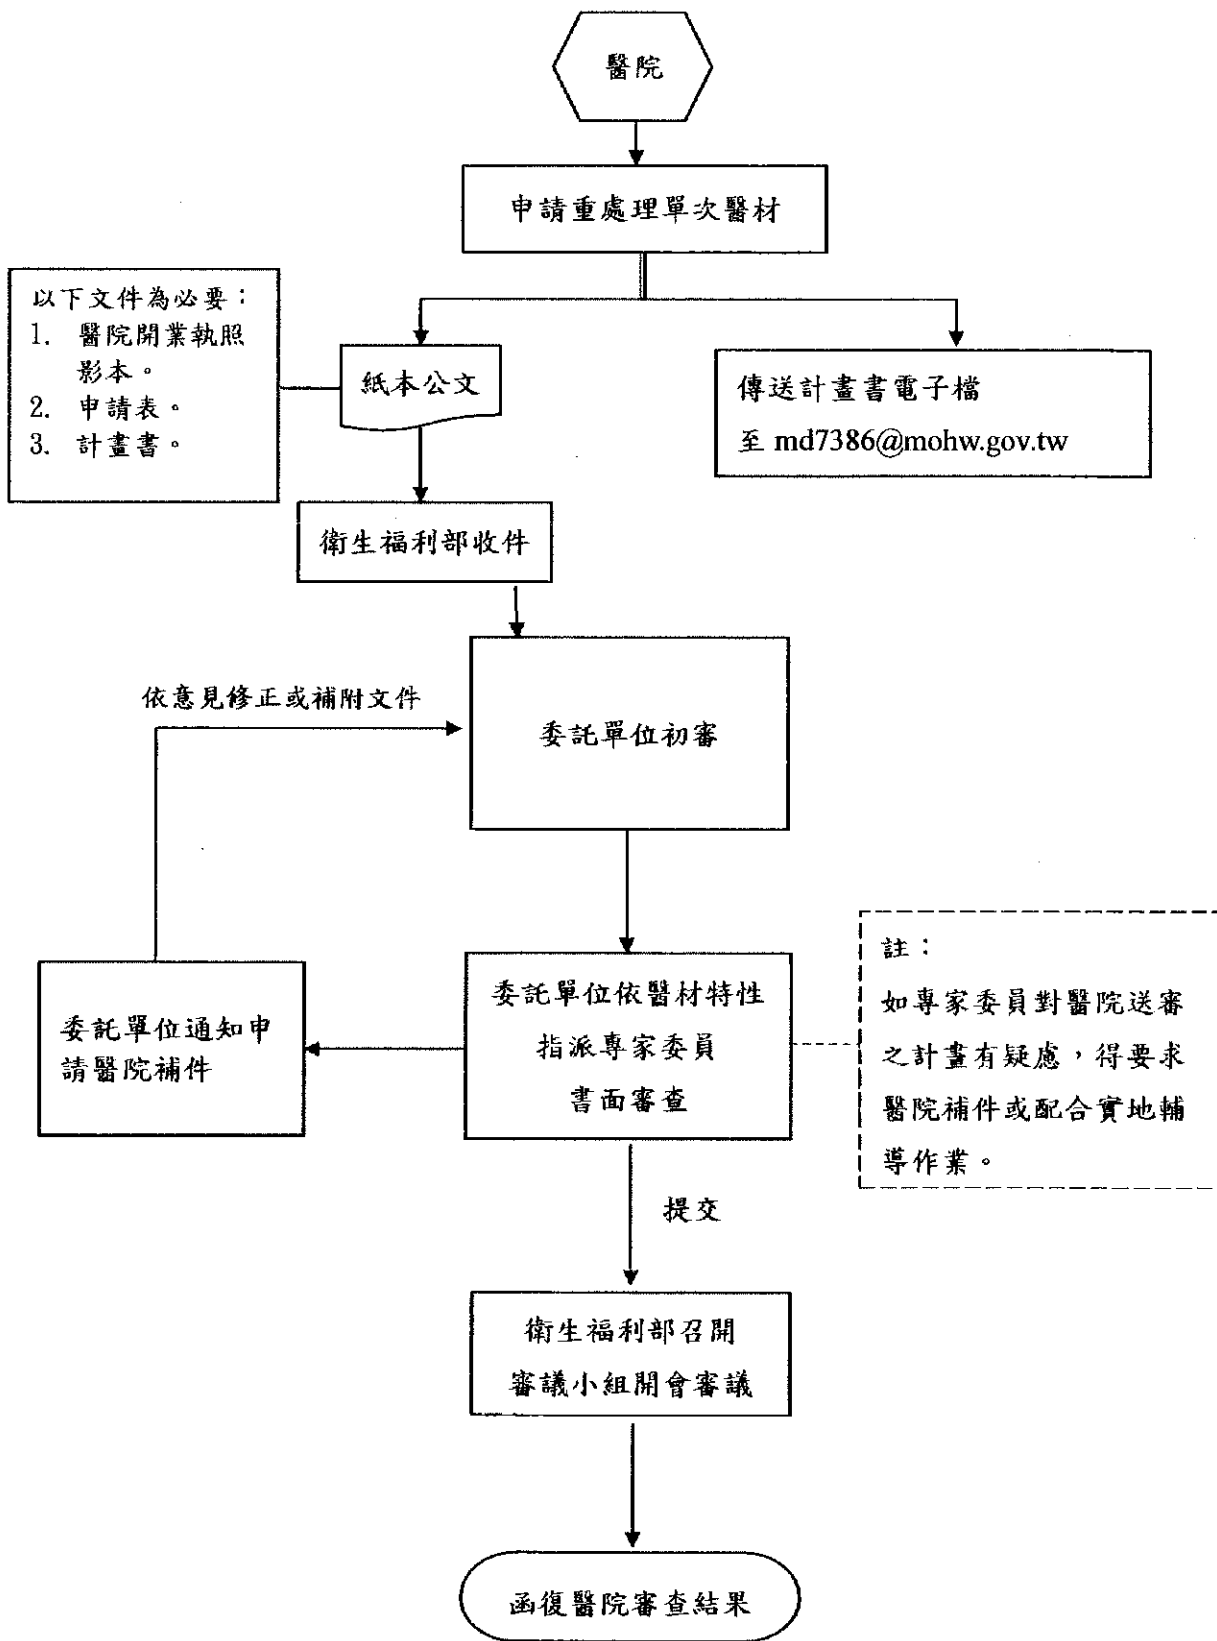 醫院
申請重處理單次醫材
以下文件為必要：
1. 醫院開業執照
影本。
2. 申請表。
3. 計畫書。
紙本公文
傳送計畫書電子檔
至 md7386@mohw.gov.tw
衛生福利部收件
依意見修正或補附文件
委託單位初審
委託單位通知申
請醫院補件
委託單位依醫材特性
指派專家委員
書面審查
註：
如專家委員對醫院送審
之計畫有疑慮，得要求
醫院補件或配合實地輔
導作業。
提交
衛生福利部召開
審議小組開會審議
函復醫院審查結果